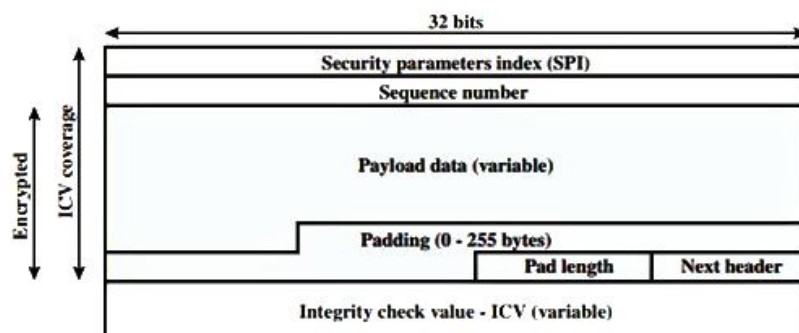 32 bits
Security parameters index (SPI)
Sequence number
Encrypted
ICV coverage
Payload data (variable)
Padding (0 - 255 bytes)
Pad length
Next header
Integrity check value - ICV (variable)